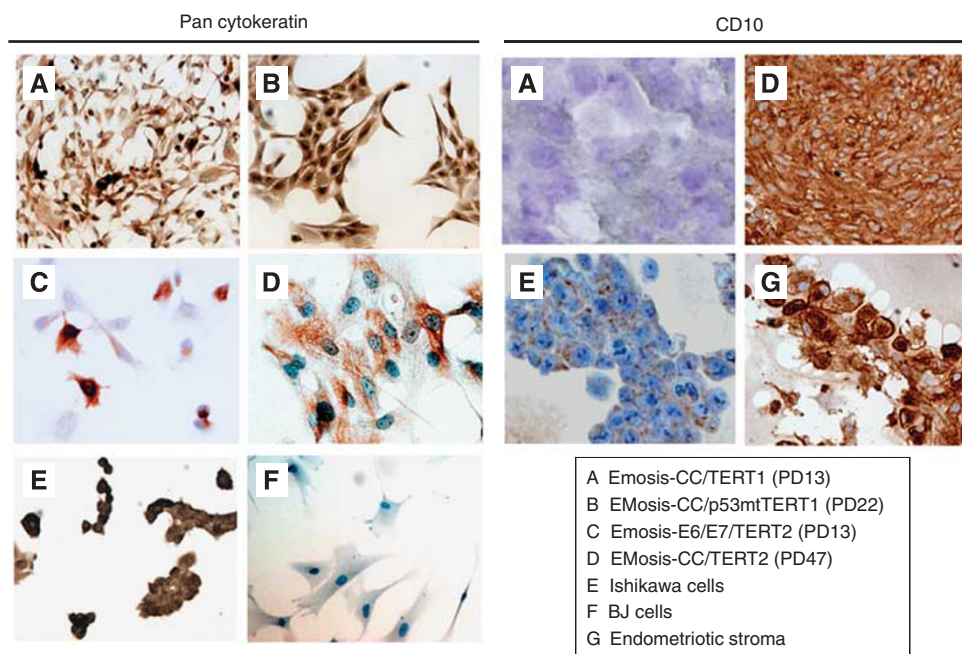 Pan cytokeratin
CD10
A
B
A
D
C
D
E
G
E
F
A Emosis-CC/TERT1 (PD13)
B EMosis-CC/p53mtTERT1 (PD22)
C Emosis-E6/E7/TERT2 (PD13)
D EMosis-CC/TERT2 (PD47)
E Ishikawa cells
F BJ cells
G Endometriotic stroma